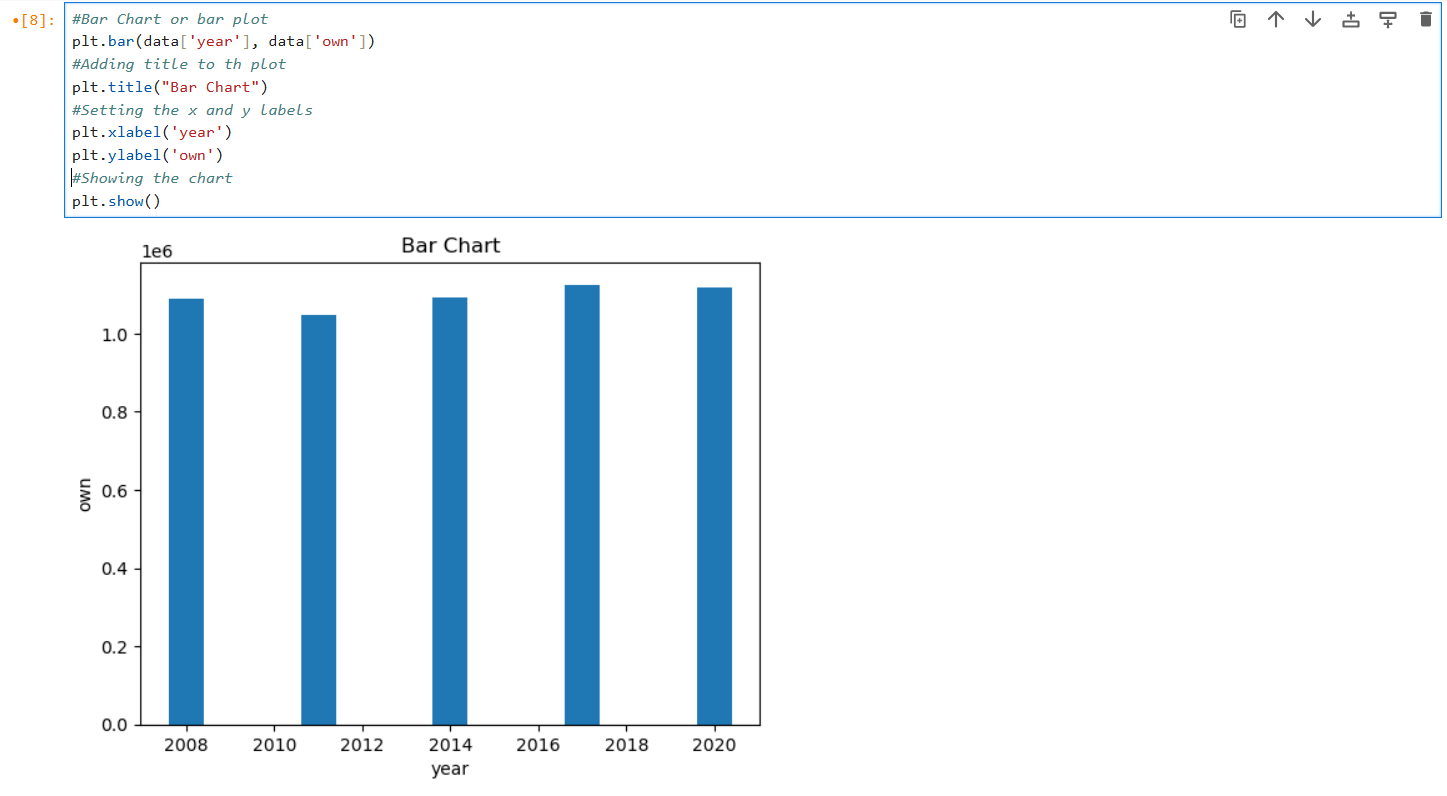 •[8]:
#Bar Chart or bar plot
plt.bar(data['year'], data['own'])
#Adding title to th plot
plt.title("Bar Chart")
#Setting the x and y labels
plt.xlabel('year')
plt.ylabel('own')
#Showing the chart
plt.show()
Bar Chart
1e6
1.0
0.8
0.6
0.4
0.2
0.0
own
2008 2010 2012 2014 2016 2018 2020
year